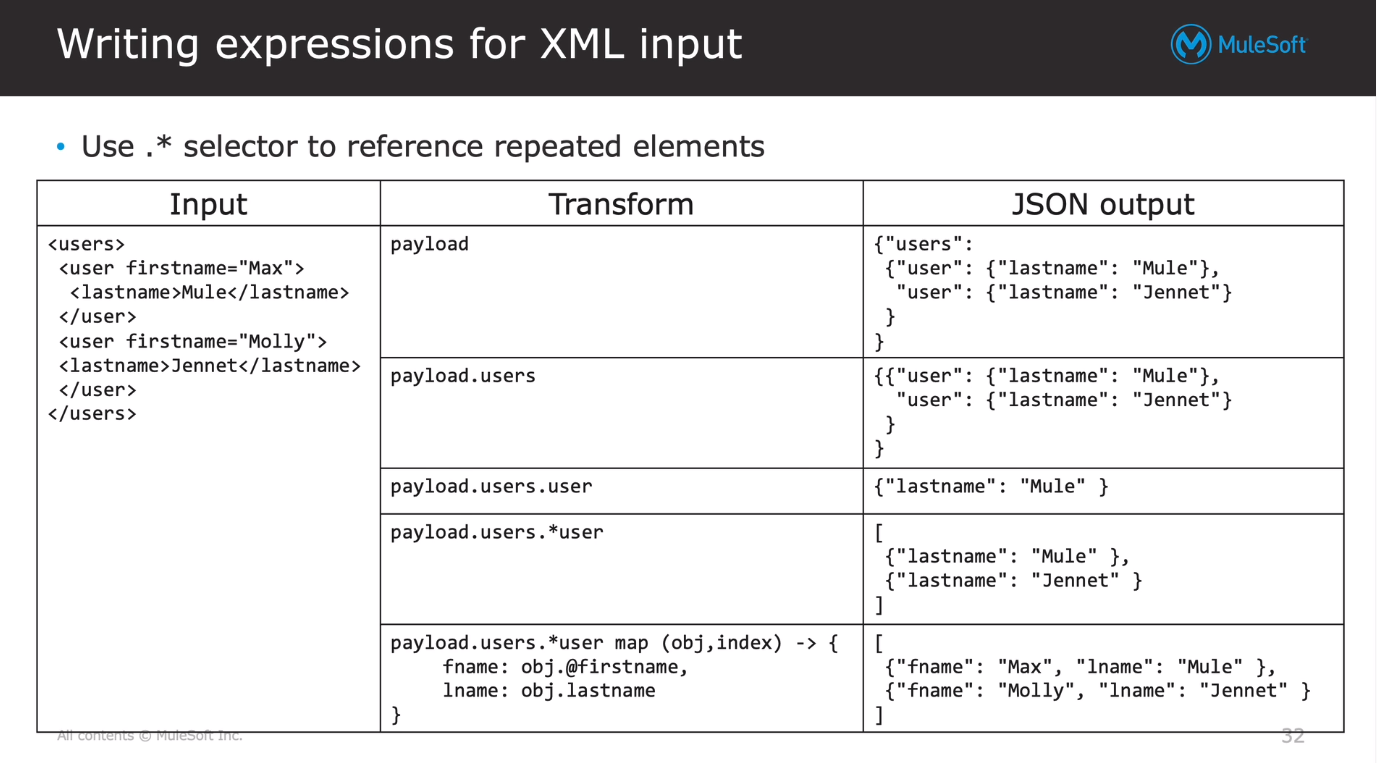 Writing expressions for XML input
MuleSoft
• Use .* selector to reference repeated elements
Input
Transform
JSON output
<users>
 <user firstname="Max">
  <lastname>Mule</lastname>
 </user>
 <user firstname="Molly">
 <lastname>Jennet</lastname>
 </user>
</users>
payload
{"users":
 {"user": {"lastname": "Mule"},
  "user": {"lastname": "Jennet"}
 }
}
payload.users
{{"user": {"lastname": "Mule"},
  "user": {"lastname": "Jennet"}
 }
}
payload.users.user
{"lastname": "Mule" }
payload.users.*user
[
 {"lastname": "Mule" },
 {"lastname": "Jennet" }
]
payload.users.*user map (obj,index) -> {
     fname: obj.@firstname,
     lname: obj.lastname
}
[
 {"fname": "Max", "lname": "Mule" },
 {"fname": "Molly", "lname": "Jennet" }
]
All contents © MuleSoft Inc.
32